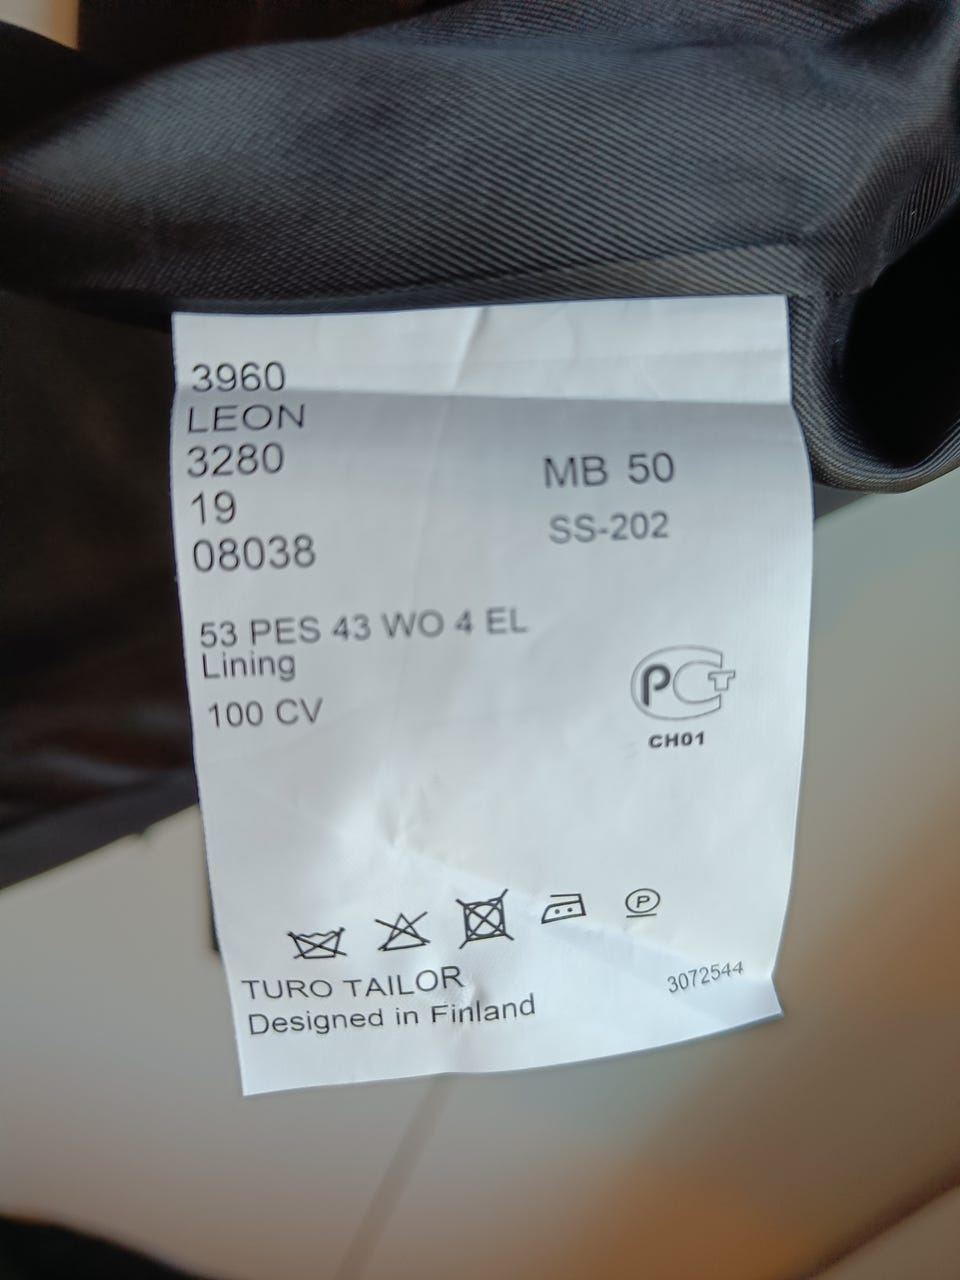 3960
LEON
3280
MB 50
19
SS-202
08038
53 PES 43 WO 4 EL
Lining
100 CV
PCT
CH01
P
TURO TAILOR
3072544
Designed in Finland